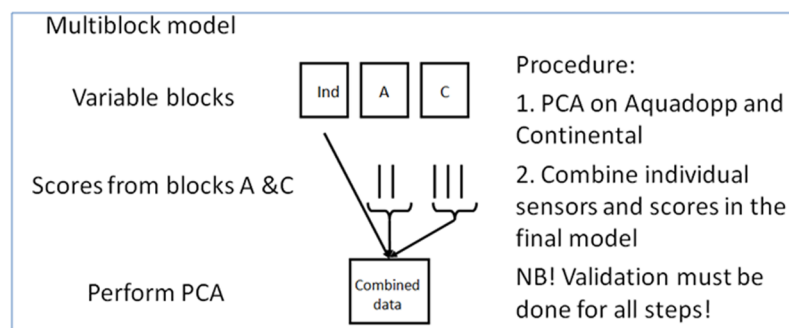 Multiblock model
Variable blocks
Ind
A
C
Scores from blocks A &C
Perform PCA
Combined
data
Procedure:
1. PCA on Aquadopp and
Continental
2. Combine individual
sensors and scores in the
final model
NB! Validation must be
done for all steps!